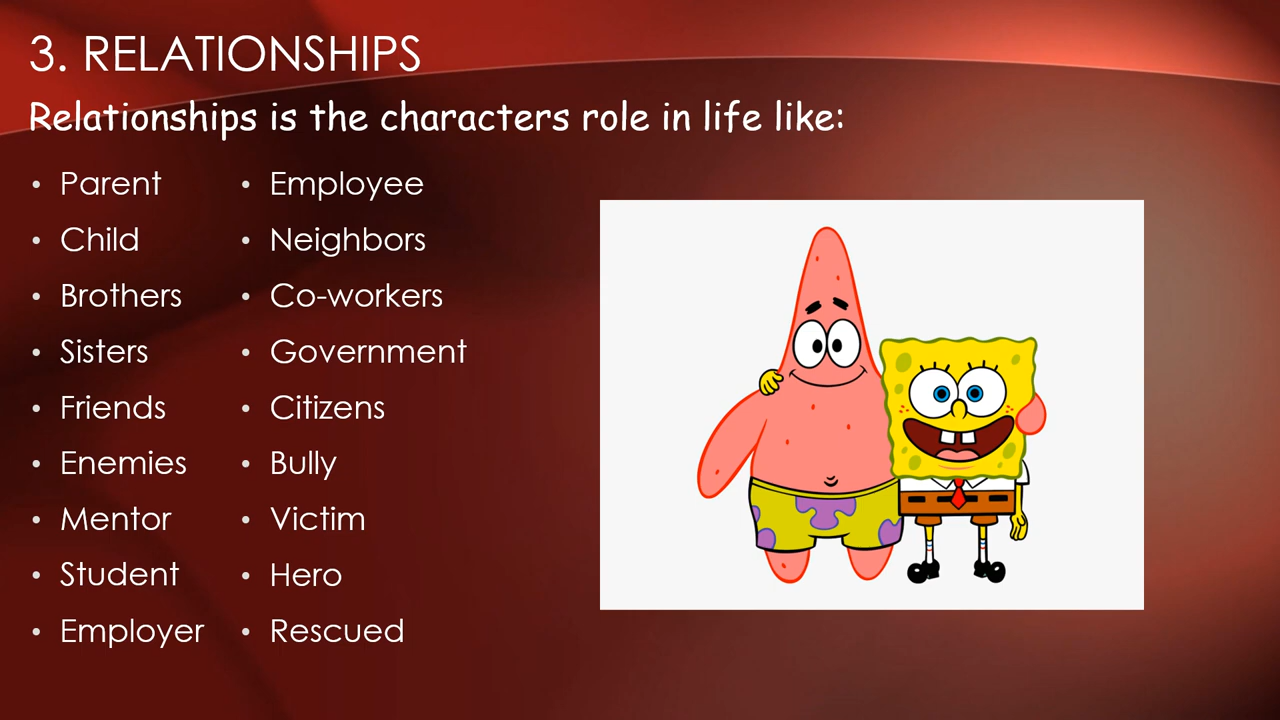 3. RELATIONSHIPS
Relationships is the characters role in life like:
• Parent
• Child
• Brothers
• Sisters
• Friends
• Enemies
• Mentor
• Student
• Employer
• Employee
• Neighbors
• Co-workers
• Government
• Citizens
• Bully
• Victim
• Hero
• Rescued